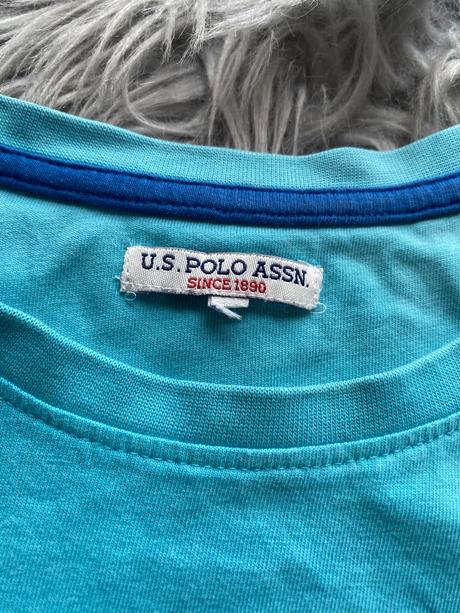 U.S. POLO ASSN.
SINCE 1890